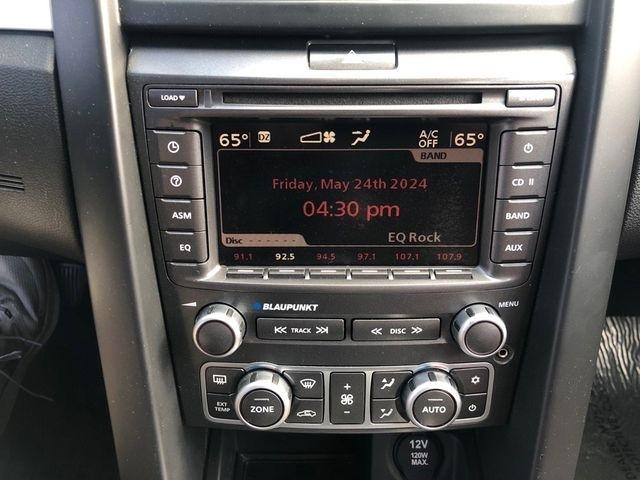 LOAD
65° DZ A/C OFF 65°
BAND
Friday, May 24th 2024
04:30 pm
EQ Rock
Disc
91.1 92.5 94.5 97.1 107.1 107.9
ASM
EQ
CD II
BAND
AUX
BLAUPUNKT
MENU
TRACK
DISC
EXT TEMP
ZONE
AUTO
12V
120W
MAX.